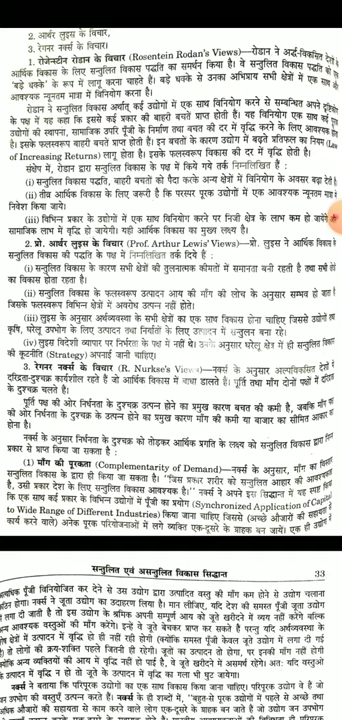 2. आर्थर लुइस के विचार,
3. रेगनर नर्क्स के विचार।
1. रोजेन्टीन रोडान के विचार (Rosentein Rodan's Views)—रोडान ने अर्द्ध-विकसित देशों के
आर्थिक विकास के लिए सन्तुलित विकास पद्धति का समर्थन किया है। वे सन्तुलित विकास पद्धति को एक
'बड़े धक्के' के रूप में लागू करना चाहते हैं। बड़े धक्के से उनका अभिप्राय सभी क्षेत्रों में एक साथ
आवश्यक न्यूनतम मात्रा में विनियोग करना है।
रोडान ने सन्तुलित विकास अर्थात् कई उद्योगों में एक साथ विनियोग करने से सम्बन्धित अपने दृष्टिकोण
के पक्ष में यह कहा कि इससे कई प्रकार की बाहरी बचतें प्राप्त होती हैं। यह विनियोग एक साथ कई
उद्योगों की स्थापना, सामाजिक उपरि पूँजी के निर्माण तथा बचत की दर में वृद्धि करने के लिए आवश्यक होता
है। इसके फलस्वरूप बाहरी बचतें प्राप्त होती हैं। इन बचतों के कारण उद्योग में बढ़ते प्रतिफल का नियम (Law
of Increasing Returns) लागू होता है। इसके फलस्वरूप विकास की दर में वृद्धि होती है।
संक्षेप में, रोडान द्वारा सन्तुलित विकास के पक्ष में किये गये तर्क निम्नलिखित हैं :
(i) सन्तुलित विकास पद्धति, बाहरी बचतों को पैदा करके अन्य क्षेत्रों में विनियोग के अवसर बढ़ा देती है
(ii) तीव्र आर्थिक विकास के लिए जरूरी है कि परस्पर पूरक उद्योगों में एक आवश्यक न्यूनतम मात्रा में
निवेश किया जाये।
(iii) विभिन्न प्रकार के उद्योगों में एक साथ विनियोग करने पर निजी क्षेत्र के लाभ कम हो जायेंगे
सामाजिक लाभ में वृद्धि हो जायेगी। यही आर्थिक विकास का मुख्य लक्ष्य है।
2. प्रो. आर्थर लुइस के विचार (Prof. Arthur Lewis' Views)—प्रो. लुइस ने आर्थिक विकास के
सन्तुलित विकास की पद्धति के पक्ष में निम्नलिखित तर्क दिये हैं :
(i) सन्तुलित विकास के कारण सभी क्षेत्रों की तुलनात्मक कीमतों में समानता बनी रहती है तथा सभी क्षेत्रों
का विकास होता रहता है।
(ii) सन्तुलित विकास के फलस्वरूप उत्पादन आय की माँग की लोच के अनुसार सम्भव हो जाता है
जिसके फलस्वरूप विभिन्न क्षेत्रों में अवरोध उत्पन्न नहीं होते।
(iii) लुइस के अनुसार अर्थव्यवस्था के सभी क्षेत्रों का एक साथ विकास होना चाहिए जिससे उद्योगों तथा
कृषि, घरेलू उपभोग के लिए उत्पादन तथा निर्यातों के लिए उत्पादन में सन्तुलन बना रहे।
(iv) लुइस विदेशी व्यापार पर निर्भरता के पक्ष में नहीं थे। उनके अनुसार घरेलू क्षेत्र में ही सन्तुलित विकास
की कूटनीति (Strategy) अपनाई जानी चाहिए।
3. रेगनर नर्क्स के विचार (R. Nurkse's Views)—नर्क्स के अनुसार अल्पविकसित देशों में
दरिद्रता-दुश्चक्र कार्यशील रहते हैं जो आर्थिक विकास में बाधा डालते हैं। पूर्ति तथा माँग दोनों पक्षों में दरिद्रता
के दुश्चक्र चलते हैं।
पूर्ति पक्ष की ओर निर्धनता के दुश्चक्र उत्पन्न होने का प्रमुख कारण बचत की कमी है, जबकि माँग पक्ष
की ओर निर्धनता के दुश्चक्र के उत्पन्न होने का प्रमुख कारण माँग की कमी या बाजार का सीमित आकार का
होना है।
नर्क्स के अनुसार निर्धनता के दुश्चक्र को तोड़कर आर्थिक प्रगति के लक्ष्य को सन्तुलित विकास द्वारा निम्न
प्रकार से प्राप्त किया जा सकता है :
(1) माँग की पूरकता (Complementarity of Demand)—नर्क्स के अनुसार, माँग का
सन्तुलित विकास के द्वारा ही किया जा सकता है। "जिस प्रकार शरीर को सन्तुलित आहार की आवश्यकता
है, उसी प्रकार देश के लिए सन्तुलित विकास आवश्यक है।" नर्क्स ने अपने इस सिद्धान्त में यह स्पष्ट किया
कि एक साथ कई प्रकार के विभिन्न उद्योगों में पूँजी का प्रयोग (Synchronized Application of Capital
to Wide Range of Different Industries) किया जाना चाहिए जिससे (अच्छे औजारों की सहायता से
कार्य करने वाले) अनेक पूरक परियोजनाओं में लगे व्यक्ति एक-दूसरे के ग्राहक बन जायें। एक ही उद्योग में
सन्तुलित एवं असन्तुलित विकास सिद्धान्त 33
अत्यधिक पूँजी विनियोजित कर देने से उस उद्योग द्वारा उत्पादित वस्तु की माँग कम होने से उद्योग चलाना
कठिन होगा। नर्क्स ने जूता उद्योग का उदाहरण लिया है। मान लीजिए, यदि देश की समस्त पूँजी जूता उद्योग
में लगा दी जाती है तो इस उद्योग के श्रमिक अपनी सम्पूर्ण आय को जूते खरीदने में व्यय नहीं करेंगे बल्कि
अन्य आवश्यक वस्तुओं की माँग करेंगे। इन्हें वे जूते बेचकर प्राप्त कर सकते हैं परन्तु यदि अर्थव्यवस्था के
शेष क्षेत्रों में उत्पादन में वृद्धि ही नहीं रही होगी (क्योंकि समस्त पूँजी केवल जूते उद्योग में लगा दी गई
है) तो लोगों की क्रय-शक्ति पहले जितनी ही रहेगी। जूतों का उत्पादन तो होगा, पर इनकी माँग नहीं होगी
क्योंकि अन्य व्यक्तियों की आय में वृद्धि नहीं हो पाई है, वे जूते खरीदने में असमर्थ रहेंगे। अतः यदि वस्तुओं
के उत्पादन में वृद्धि न हो तो जूते के उत्पादन में वृद्धि का गला भी घुट जायेगा।
नर्क्स ने बताया कि परिपूरक उद्योगों का एक साथ विकास किया जाना चाहिए। परिपूरक उद्योग वे हैं जो
जन उपभोग की वस्तुएँ उत्पन्न करते हैं। नर्क्स के ही शब्दों में, "बहुत-से पूरक उद्योगों में पहले से अच्छे तथा
अधिक औजारों की सहायता से काम करने वाले लोग एक-दूसरे के ग्राहक बन जाते हैं जो उद्योग जन उपभोग